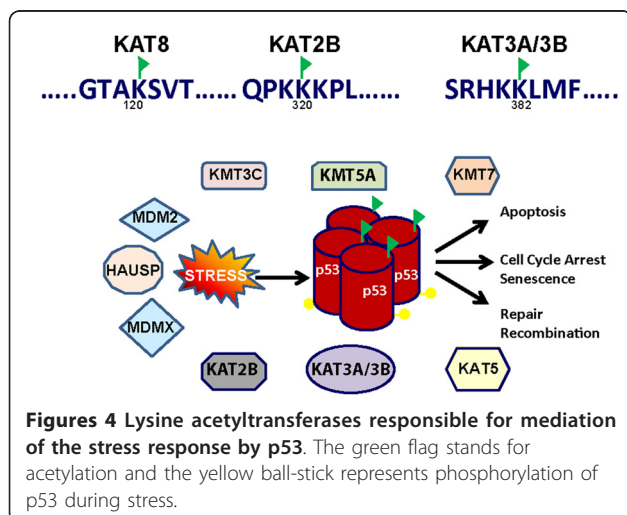 KAT8 KAT2B KAT3A/3B
.....GTAKSVT......QPKKKPL...... SRHKKLMF.....
120 320 382
KMT3C KMT5A KMT7
MDM2
HAUSP
MDMX
STRESS
p53 p53 p53
Apoptosis
Cell Cycle Arrest
Senescence
Repair
Recombination
KAT2B KAT3A/3B KAT5
Figures 4 Lysine acetyltransferases responsible for mediation
of the stress response by p53. The green flag stands for
acetylation and the yellow ball-stick represents phosphorylation of
p53 during stress.